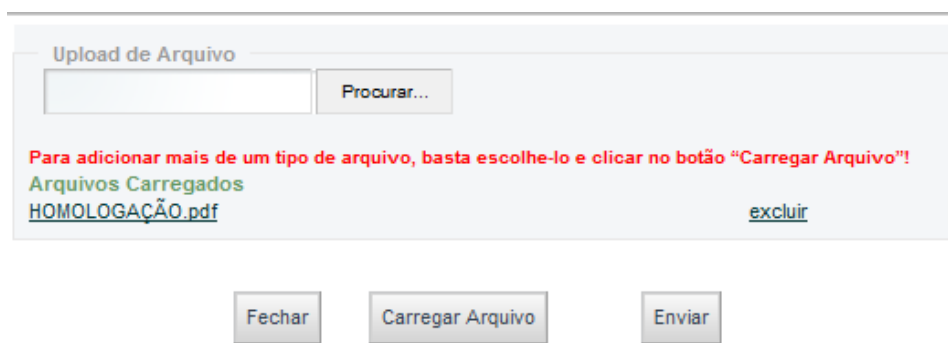 Upload de Arquivo
Procurar...
Para adicionar mais de um tipo de arquivo, basta escolhe-lo e clicar no botão “Carregar Arquivo”!
Arquivos Carregados
HOMOLOGAÇÃO.pdf excluir
Fechar Carregar Arquivo Enviar